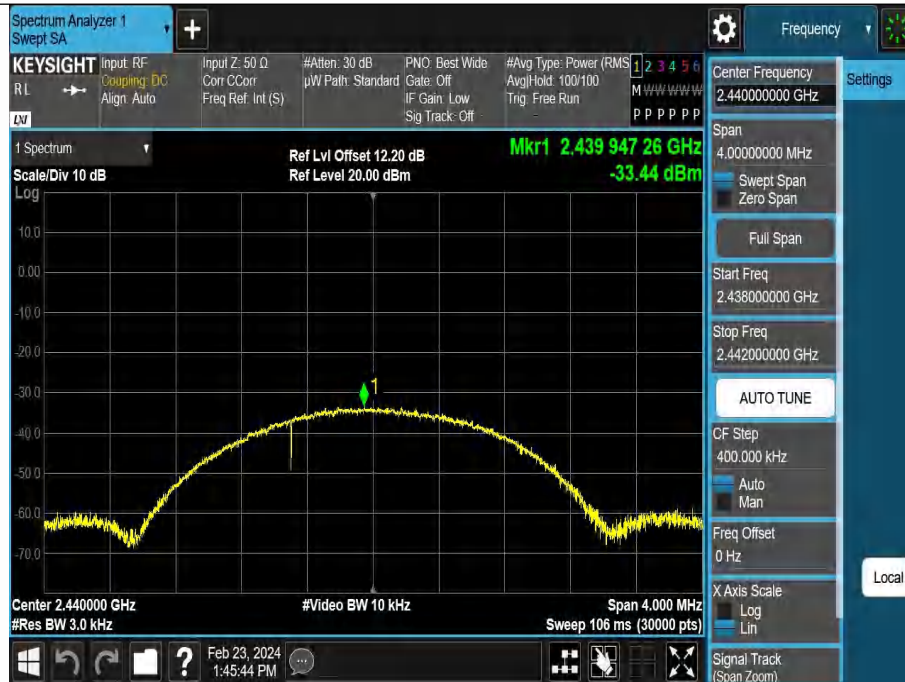 Spectrum Analyzer 1
Swept SA
+
Frequency
KEYSIGHT
RL
LXI
Input: RF
Coupling: DC
Align: Auto
Input Z: 50 Ω
Corr CCorr
Freq Ref: Int (S)
#Atten: 30 dB
µW Path: Standard
PNO: Best Wide
Gate: Off
IF Gain: Low
Sig Track: Off
#Avg Type: Power (RMS
Avg|Hold: 100/100
Trig: Free Run
1 2 3 4 5 6
M W W W W W
P P P P P P
1 Spectrum
Scale/Div 10 dB
Log
Ref Lvl Offset 12.20 dB
Ref Level 20.00 dBm
Mkr1 2.439 947 26 GHz
-33.44 dBm
10.0
0.00
-10.0
-20.0
-30.0
-40.0
-50.0
-60.0
-70.0
1
Center 2.440000 GHz
#Video BW 10 kHz
Span 4.000 MHz
#Res BW 3.0 kHz
Sweep 106 ms (30000 pts)
?
Feb 23, 2024
1:45:44 PM
Center Frequency
2.440000000 GHz
Settings
Span
4.00000000 MHz
Swept Span
Zero Span
Full Span
Start Freq
2.438000000 GHz
Stop Freq
2.442000000 GHz
AUTO TUNE
CF Step
400.000 kHz
Auto
Man
Freq Offset
0 Hz
X Axis Scale
Log
Lin
Local
Signal Track
(Span Zoom)